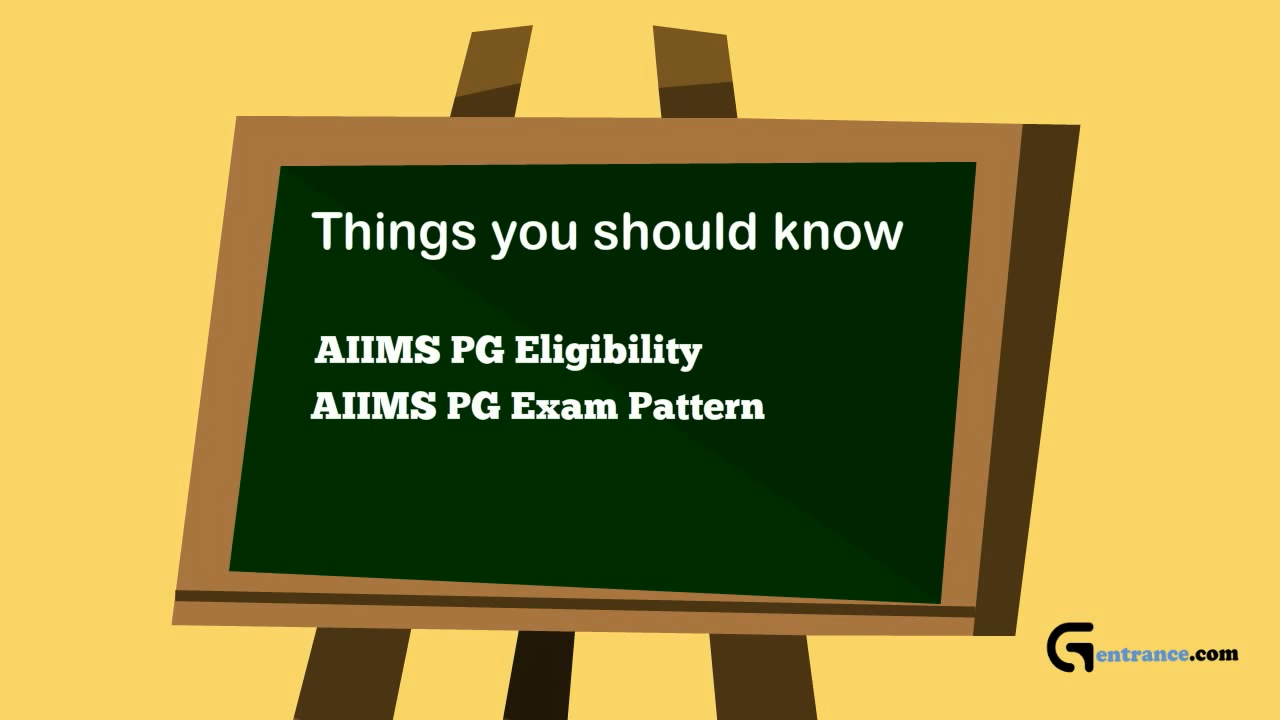 Things you should know
AIIMS PG Eligibility
AIIMS PG Exam Pattern
Gentrance.com